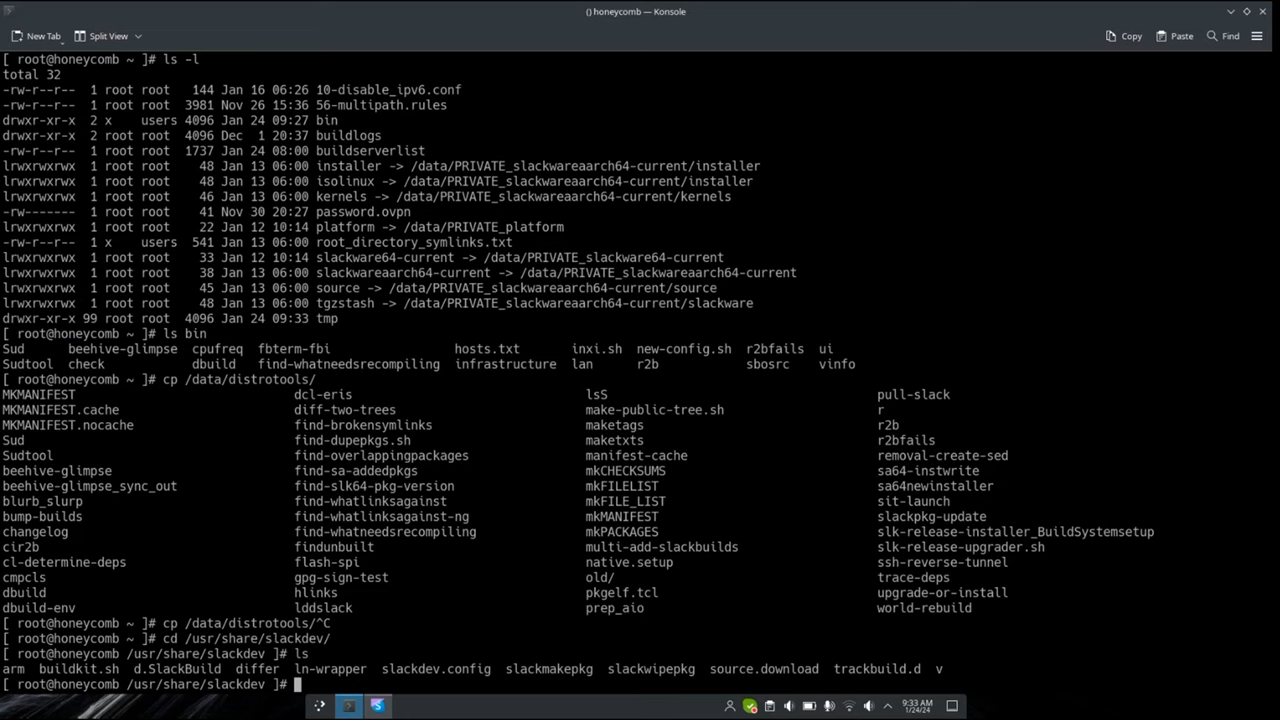 () honeycomb — Konsole
New Tab Split View Copy Paste Find
[ root@honeycomb ~ ]# ls -l
total 32
-rw-r--r-- 1 root root 144 Jan 16 06:26 10-disable_ipv6.conf
-rw-r--r-- 1 root root 3981 Nov 26 15:36 56-multipath.rules
drwxr-xr-x 2 x users 4096 Jan 24 09:27 bin
drwxr-xr-x 2 root root 4096 Dec 1 20:37 buildlogs
-rw-r--r-- 1 root root 1737 Jan 24 08:00 buildserverlist
lrwxrwxrwx 1 root root 48 Jan 13 06:00 installer -> /data/PRIVATE_slackwareaarch64-current/installer
lrwxrwxrwx 1 root root 48 Jan 13 06:00 isolinux -> /data/PRIVATE_slackwareaarch64-current/installer
lrwxrwxrwx 1 root root 46 Jan 13 06:00 kernels -> /data/PRIVATE_slackwareaarch64-current/kernels
-rw------- 1 root root 41 Nov 30 20:27 password.ovpn
lrwxrwxrwx 1 root root 22 Jan 12 10:14 platform -> /data/PRIVATE_platform
-rw-r--r-- 1 x users 541 Jan 13 06:00 root_directory_symlinks.txt
lrwxrwxrwx 1 root root 33 Jan 12 10:14 slackware64-current -> /data/PRIVATE_slackware64-current
lrwxrwxrwx 1 root root 38 Jan 13 06:00 slackwareaarch64-current -> /data/PRIVATE_slackwareaarch64-current
lrwxrwxrwx 1 root root 45 Jan 13 06:00 source -> /data/PRIVATE_slackwareaarch64-current/source
lrwxrwxrwx 1 root root 48 Jan 13 06:00 tgzstash -> /data/PRIVATE_slackwareaarch64-current/slackware
drwxr-xr-x 99 root root 4096 Jan 24 09:33 tmp
[ root@honeycomb ~ ]# ls bin
Sud beehive-glimpse cpufreq fbterm-fbi hosts.txt inxi.sh new-config.sh r2bfails ui
Sudtool check dbuild find-whatneedsrecompiling infrastructure lan r2b sbosrc vinfo
[ root@honeycomb ~ ]# cp /data/distrotools/
MKMANIFEST dcl-eris lsS pull-slack
MKMANIFEST.cache diff-two-trees make-public-tree.sh r
MKMANIFEST.nocache find-brokensymlinks maketags r2b
Sud find-dupepkgs.sh maketxts r2bfails
Sudtool find-overlappingpackages manifest-cache removal-create-sed
beehive-glimpse find-sa-addedpkgs mkCHECKSUMS sa64-instwrite
beehive-glimpse_sync_out find-slk64-pkg-version mkFILELIST sa64newinstaller
blurb_slurp find-whatlinksagainst mkFILE_LIST sit-launch
bump-builds find-whatlinksagainst-ng mkMANIFEST slackpkg-update
changelog find-whatneedsrecompiling mkPACKAGES slk-release-installer_BuildSystemsetup
cir2b findunbuilt multi-add-slackbuilds slk-release-upgrader.sh
cl-determine-deps flash-spi native.setup ssh-reverse-tunnel
cmpcls gpg-sign-test old/ trace-deps
dbuild hlinks pkgelf.tcl upgrade-or-install
dbuild-env lddslack prep_aio world-rebuild
[ root@honeycomb ~ ]# cp /data/distrotools/^C
[ root@honeycomb ~ ]# cd /usr/share/slackdev/
[ root@honeycomb /usr/share/slackdev ]# ls
arm buildkit.sh d.SlackBuild differ ln-wrapper slackdev.config slackmakepkg slackwipepkg source.download trackbuild.d v
[ root@honeycomb /usr/share/slackdev ]#
9:33 AM
1/24/24